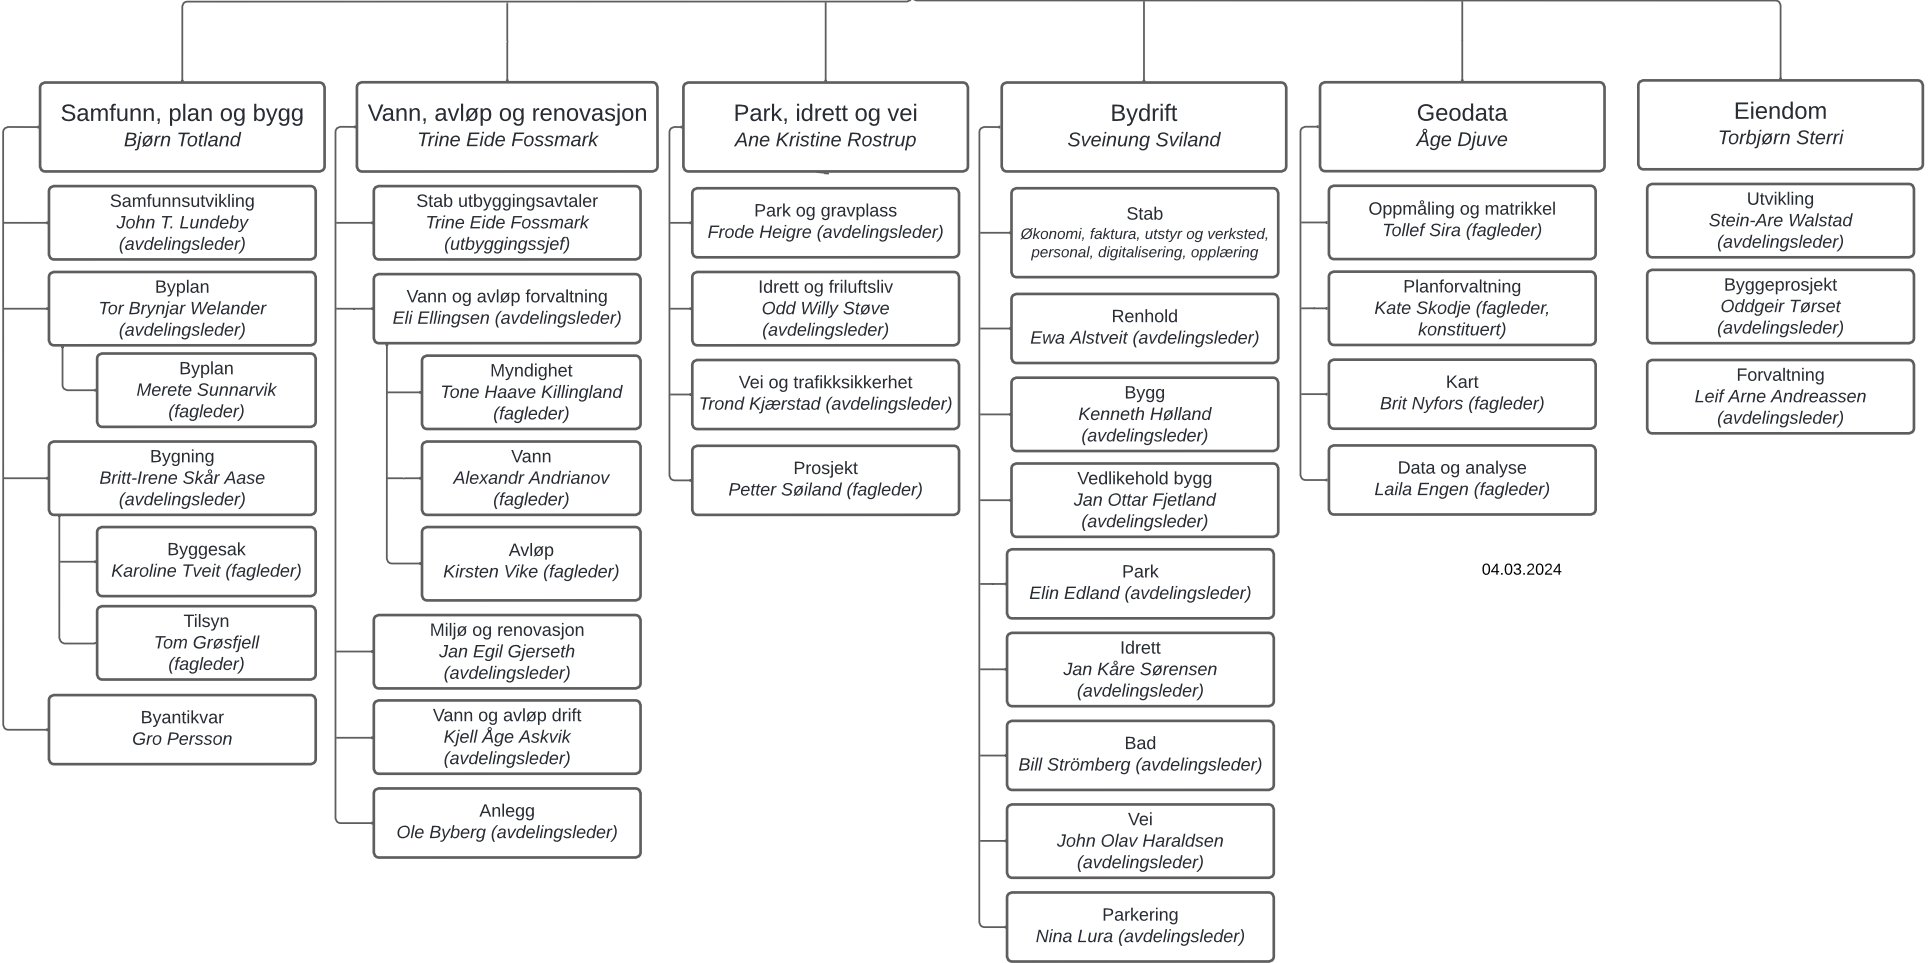 Samfunn, plan og bygg
Bjørn Totland
Samfunnsutvikling
John T. Lundeby
(avdelingsleder)
Byplan
Tor Brynjar Welander
(avdelingsleder)
Byplan
Merete Sunnarvik
(fagleder)
Bygning
Britt-Irene Skår Aase
(avdelingsleder)
Byggesak
Karoline Tveit (fagleder)
Tilsyn
Tom Grøsfjell
(fagleder)
Byantikvar
Gro Persson
Vann, avløp og renovasjon
Trine Eide Fossmark
Stab utbyggingsavtaler
Trine Eide Fossmark
(utbyggingssjef)
Vann og avløp forvaltning
Eli Ellingsen (avdelingsleder)
Myndighet
Tone Haave Killingland
(fagleder)
Vann
Alexandr Andrianov
(fagleder)
Avløp
Kirsten Vike (fagleder)
Miljø og renovasjon
Jan Egil Gjerseth
(avdelingsleder)
Vann og avløp drift
Kjell Åge Askvik
(avdelingsleder)
Anlegg
Ole Byberg (avdelingsleder)
Park, idrett og vei
Ane Kristine Rostrup
Park og gravplass
Frode Heigre (avdelingsleder)
Idrett og friluftsliv
Odd Willy Støve
(avdelingsleder)
Vei og trafikksikkerhet
Trond Kjærstad (avdelingsleder)
Prosjekt
Petter Søiland (fagleder)
Bydrift
Sveinung Sviland
Stab
Økonomi, faktura, utstyr og verksted,
personal, digitalisering, opplæring
Renhold
Ewa Alstveit (avdelingsleder)
Bygg
Kenneth Hølland
(avdelingsleder)
Vedlikehold bygg
Jan Ottar Fjetland
(avdelingsleder)
Park
Elin Edland (avdelingsleder)
Idrett
Jan Kåre Sørensen
(avdelingsleder)
Bad
Bill Strömberg (avdelingsleder)
Vei
John Olav Haraldsen
(avdelingsleder)
Parkering
Nina Lura (avdelingsleder)
Geodata
Åge Djuve
Oppmåling og matrikkel
Tollef Sira (fagleder)
Planforvaltning
Kate Skodje (fagleder,
konstituert)
Kart
Brit Nyfors (fagleder)
Data og analyse
Laila Engen (fagleder)
Eiendom
Torbjørn Sterri
Utvikling
Stein-Are Walstad
(avdelingsleder)
Byggeprosjekt
Oddgeir Tørset
(avdelingsleder)
Forvaltning
Leif Arne Andreassen
(avdelingsleder)
04.03.2024